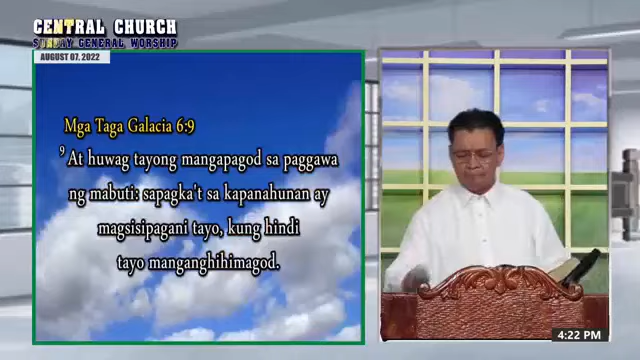 CENTRAL CHURCH
SUNDAY GENERAL WORSHIP
AUGUST 07, 2022
Mga Taga Galacia 6:9
9 At huwag tayong mangapagod sa paggawa
ng mabuti: sapagka't sa kapanahunan ay
magsisipagani tayo, kung hindi
tayo manganghihimagod.
4:22 PM